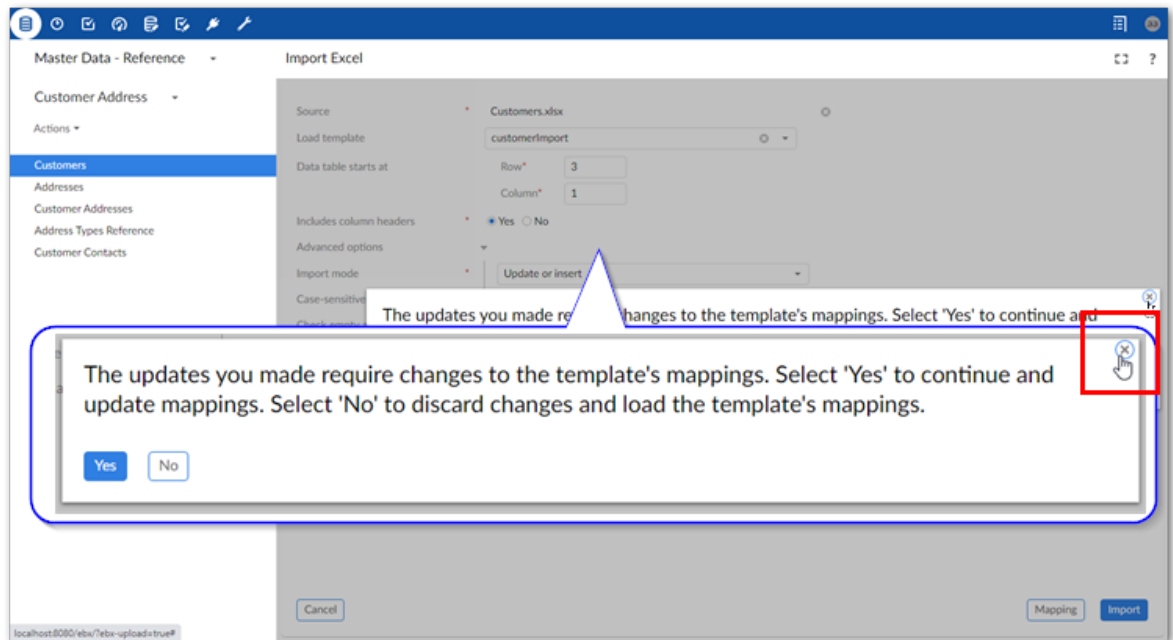 Master Data - Reference
Import Excel
?
Customer Address
Actions
Customers
Addresses
Customer Addresses
Address Types Reference
Customer Contacts
Source * Customers.xlsx
Load template customerImport
Data table starts at Row* 3
Column* 1
Includes column headers * Yes No
Advanced options
Import mode * Update or insert
Case-sensitive
The updates you made re hanges to the template's mappings. Select 'Yes' to continue and
The updates you made require changes to the template's mappings. Select 'Yes' to continue and
update mappings. Select 'No' to discard changes and load the template's mappings.
Yes No
Cancel Mapping Import
localhost:8080/ebx/?ebx-upload=true#